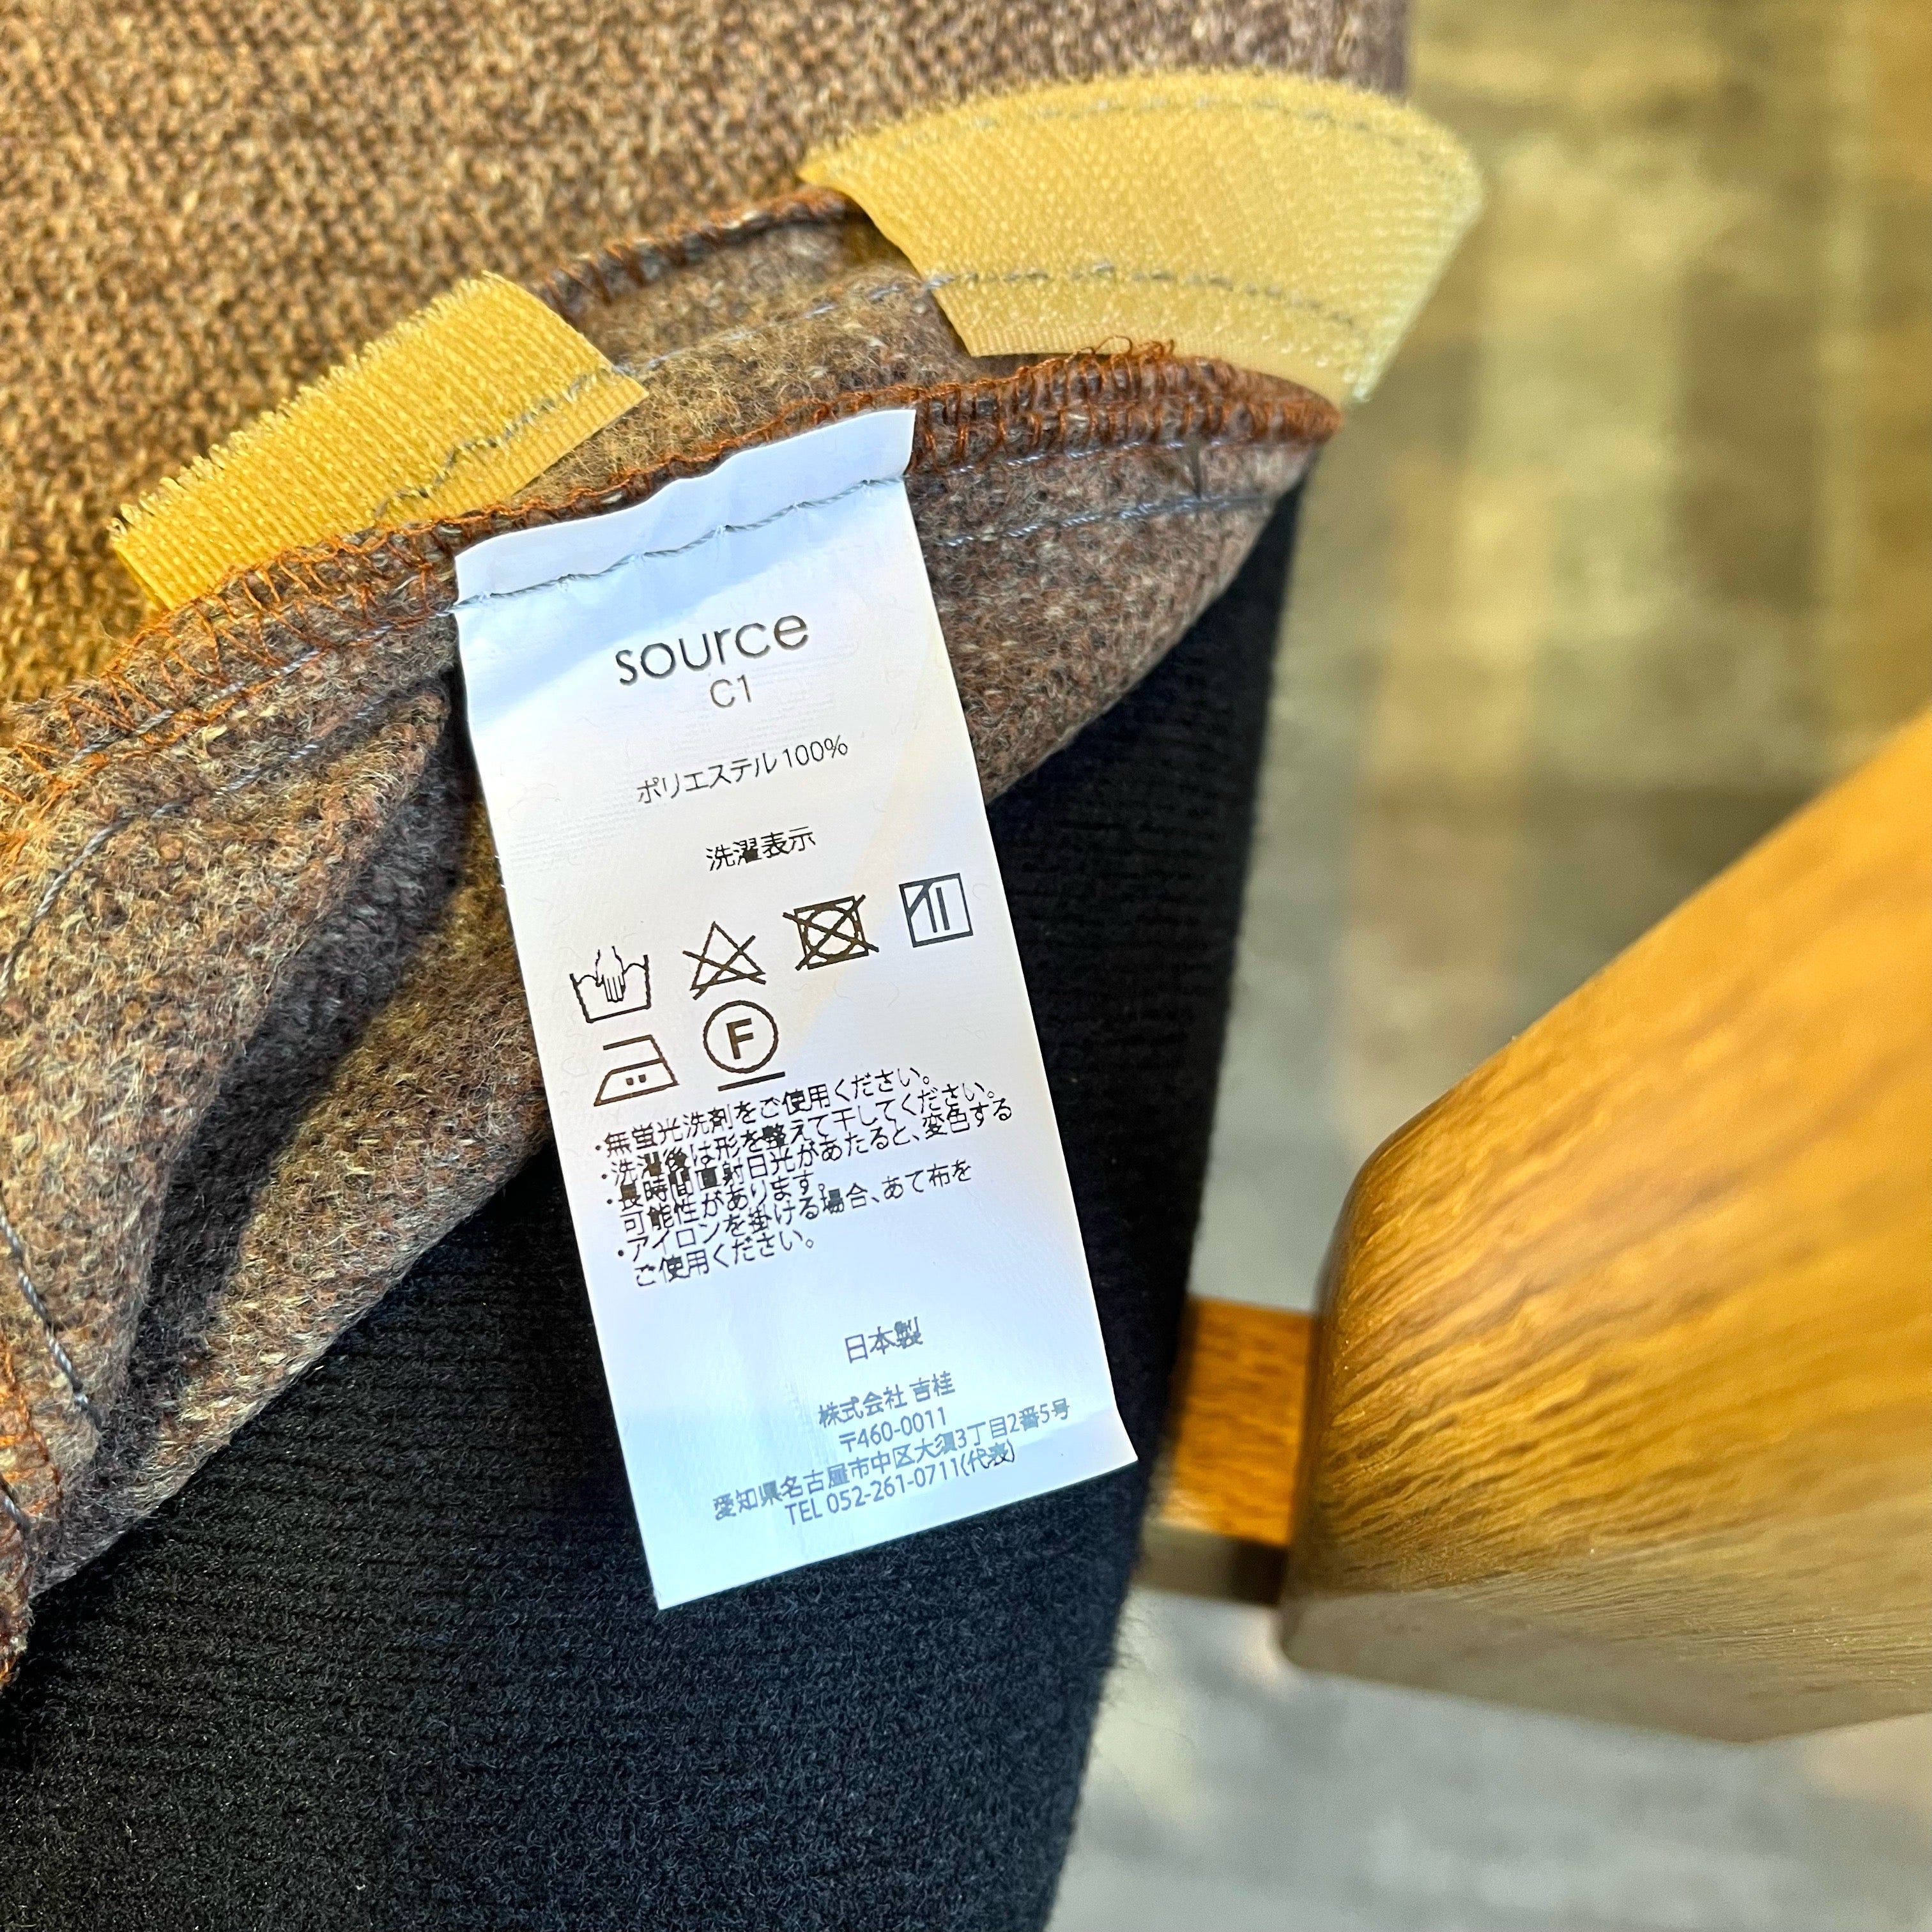 source
C1
ポリエステル100%
洗濯表示
F
・無蛍光洗剤をご使用ください。
・洗濯後は形を整えて干してください。
・長時間直射日光があたると、変色する
可能性があります。
・アイロンを掛ける場合、あて布を
ご使用ください。
日本製
株式会社 吉桂
〒460-0011
愛知県名古屋市中区大須3丁目2番5号
TEL 052-261-0711(代表)